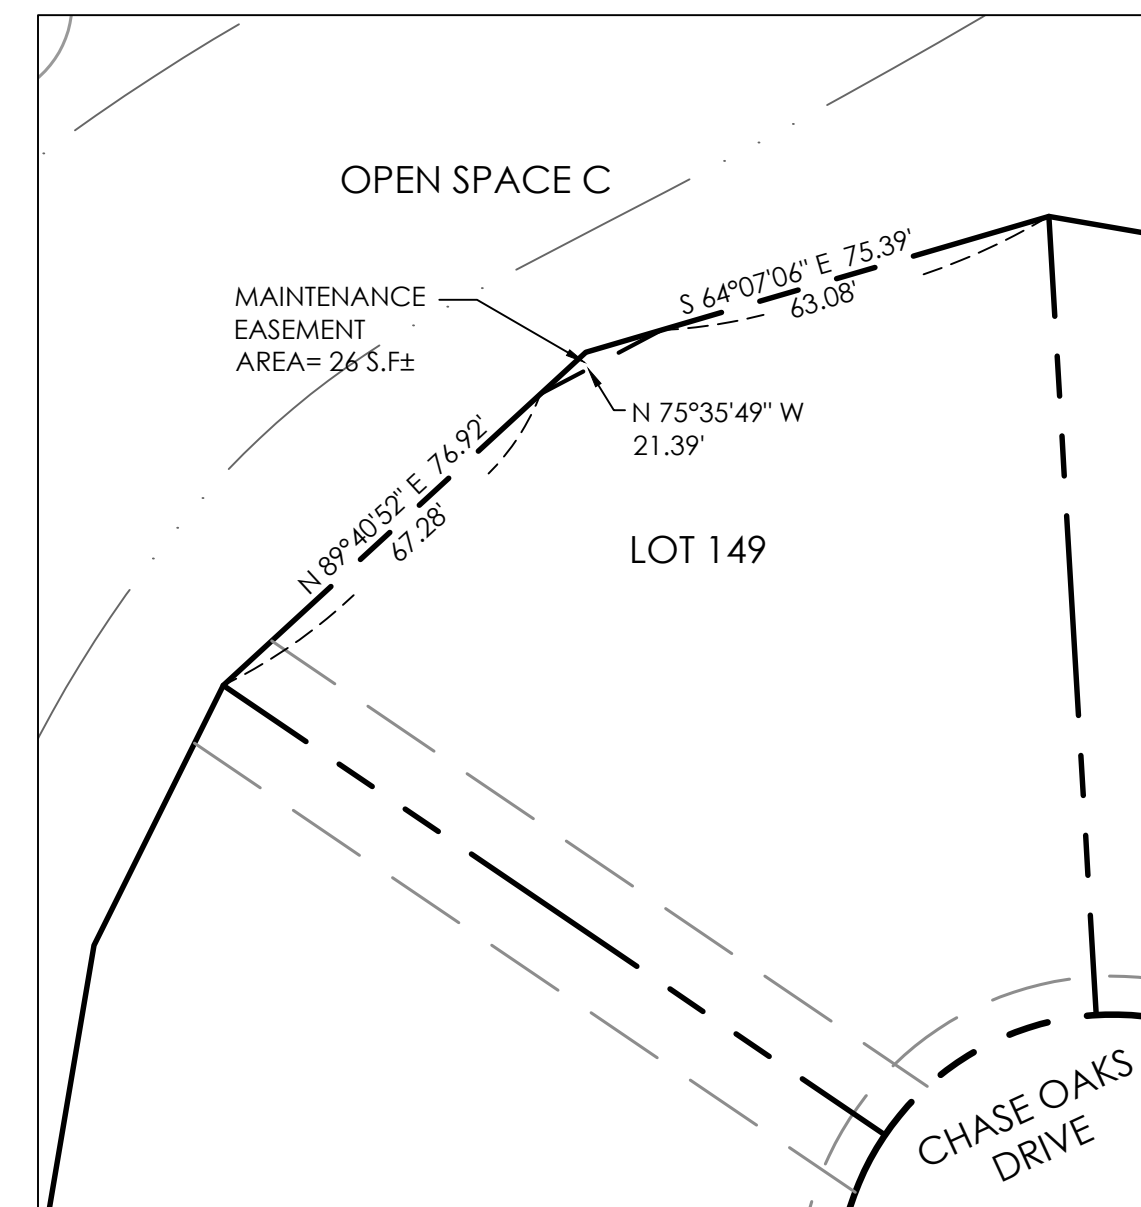 OPEN SPACE C
S 64°07'06" E 75.39'
63.08'
MAINTENANCE
EASEMENT
AREA= 26 S.F±
N 75°35'49" W
21.39'
N 89°40'52" E 76.92'
67.28'
LOT 149
CHASE OAKS
DRIVE